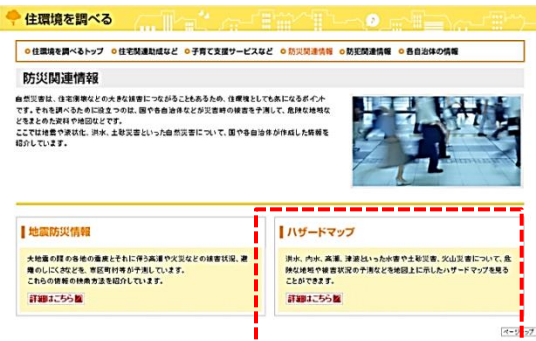 住環境を調べる
住環境を調べるトップ 住宅関連助成など 子育て支援サービスなど 防災関連情報 防犯関連情報 各自治体の情報
防災関連情報
自然災害は、住宅倒壊などの大きな被害につながることもあるため、住環境としても気になるポイント
です。それを調べるために役立つのは、国や各自治体などが災害時の被害を予測して、危険な地域な
どをまとめた資料や地図などです。
ここでは地震や液状化、洪水、土砂災害といった自然災害について、国や各自治体が作成した情報を
紹介しています。
地震防災情報
大地震の際の各地の震度とそれに伴う高潮や火災などの被害状況、避
難のしにくさなどを、市区町村等が予測しています。
これらの情報の検索方法を紹介しています。
詳細はこちら
ハザードマップ
洪水、内水、高潮、津波といった水害や土砂災害、火山災害について、危
険な地域や被害状況の予測などを地図上に示したハザードマップを見る
ことができます。
詳細はこちら